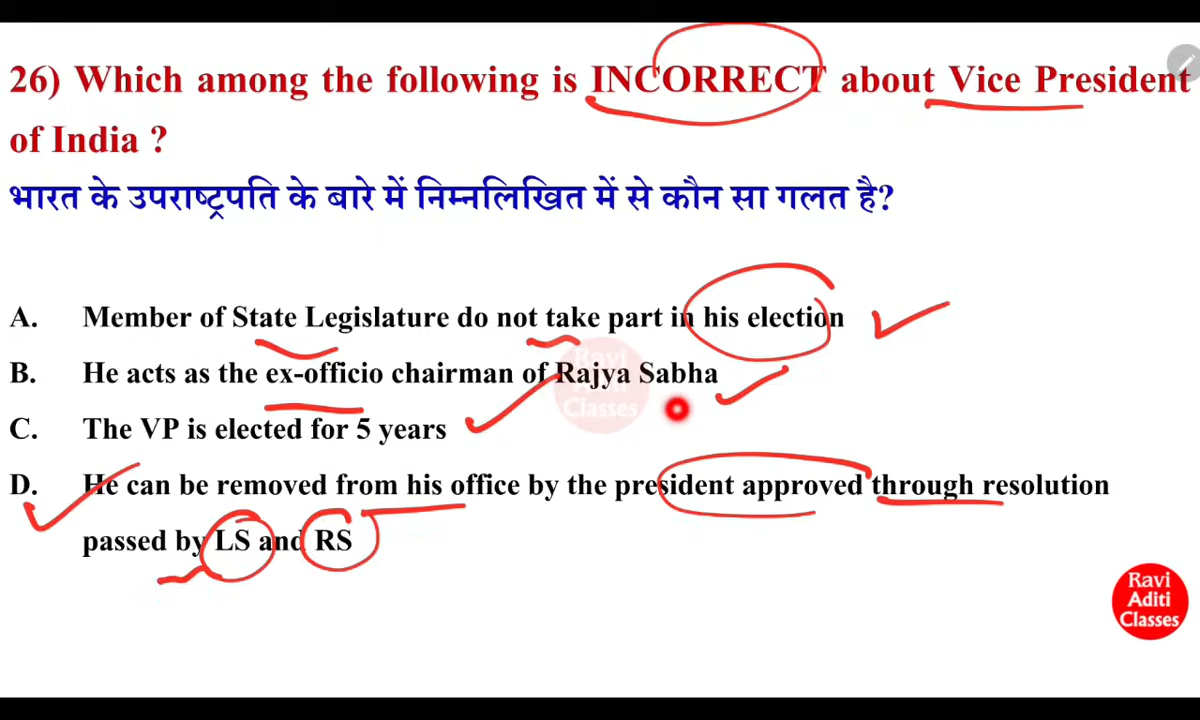 26) Which among the following is INCORRECT about Vice President
of India ?
भारत के उपराष्ट्रपति के बारे में निम्नलिखित में से कौन सा गलत है?
A. Member of State Legislature do not take part in his election
B. He acts as the ex-officio chairman of Rajya Sabha
C. The VP is elected for 5 years
D. He can be removed from his office by the president approved through resolution
passed by LS and RS
Ravi
Aditi
Classes
Ravi
Aditi
Classes